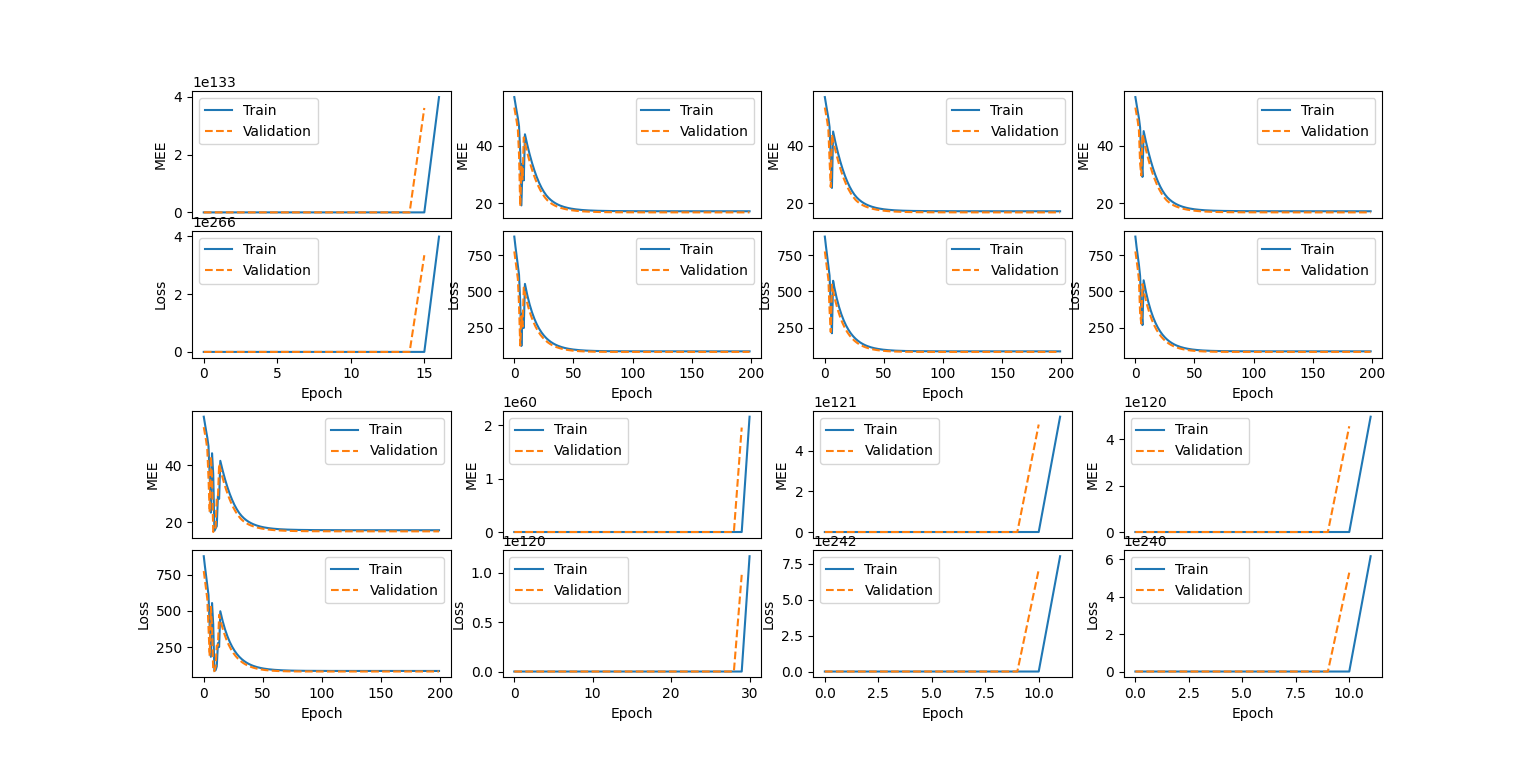 1e133
4
2
0
MEE
Train
Validation
40
20
MEE
Train
Validation
40
20
MEE
Train
Validation
40
20
MEE
Train
Validation
1e266
4
2
0
Loss
Train
Validation
0 5 10 15
Epoch
750
500
250
Loss
Train
Validation
0 50 100 150 200
Epoch
750
500
250
Loss
Train
Validation
0 50 100 150 200
Epoch
750
500
250
Loss
Train
Validation
0 50 100 150 200
Epoch
40
20
MEE
Train
Validation
1e60
2
1
0
MEE
Train
Validation
1e121
4
2
0
MEE
Train
Validation
1e120
4
2
0
MEE
Train
Validation
750
500
250
Loss
Train
Validation
0 50 100 150 200
Epoch
1e120
1.0
0.5
0.0
Loss
Train
Validation
0 10 20 30
Epoch
1e242
7.5
5.0
2.5
0.0
Loss
Train
Validation
0.0 2.5 5.0 7.5 10.0
Epoch
1e240
6
4
2
0
Loss
Train
Validation
0.0 2.5 5.0 7.5 10.0
Epoch